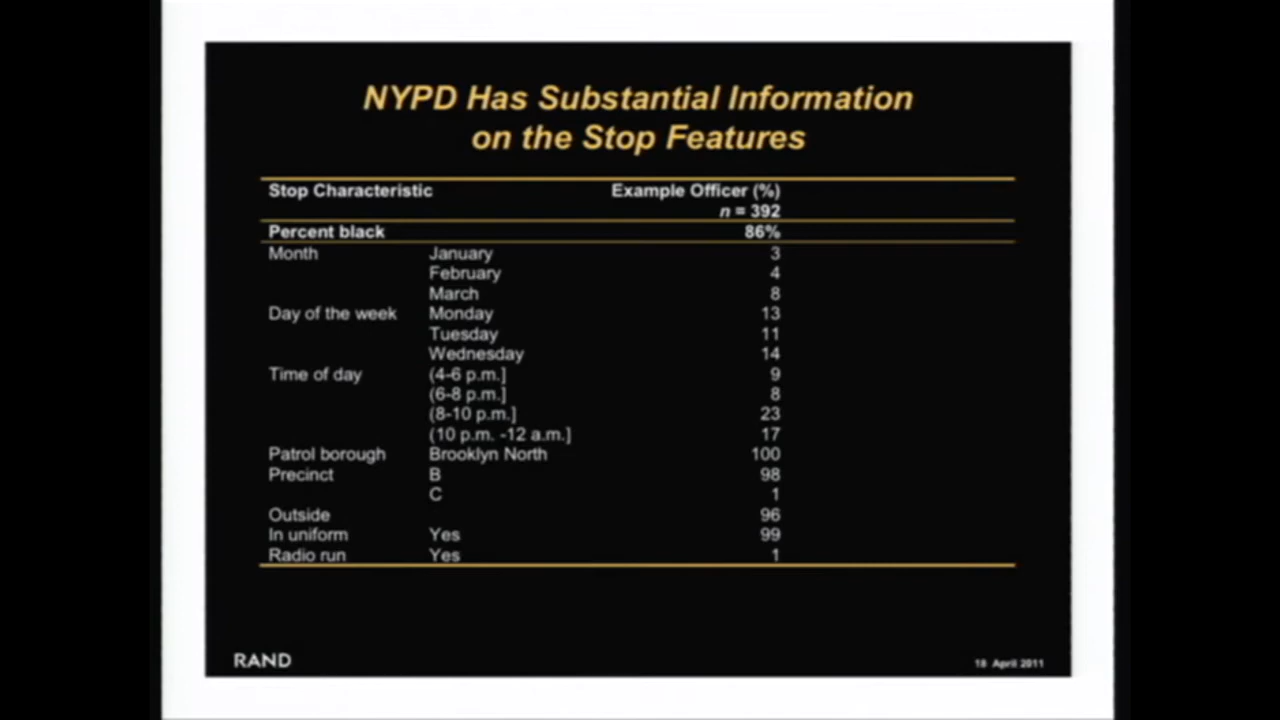 NYPD Has Substantial Information
on the Stop Features
Stop Characteristic Example Officer (%)
n = 392
Percent black 86%
Month January 3
February 4
March 8
Day of the week Monday 13
Tuesday 11
Wednesday 14
Time of day (4-6 p.m.] 9
(6-8 p.m.] 8
(8-10 p.m.] 23
(10 p.m. -12 a.m.] 17
Patrol borough Brooklyn North 100
Precinct B 98
C 1
Outside 96
In uniform Yes 99
Radio run Yes 1
RAND 18 April 2011